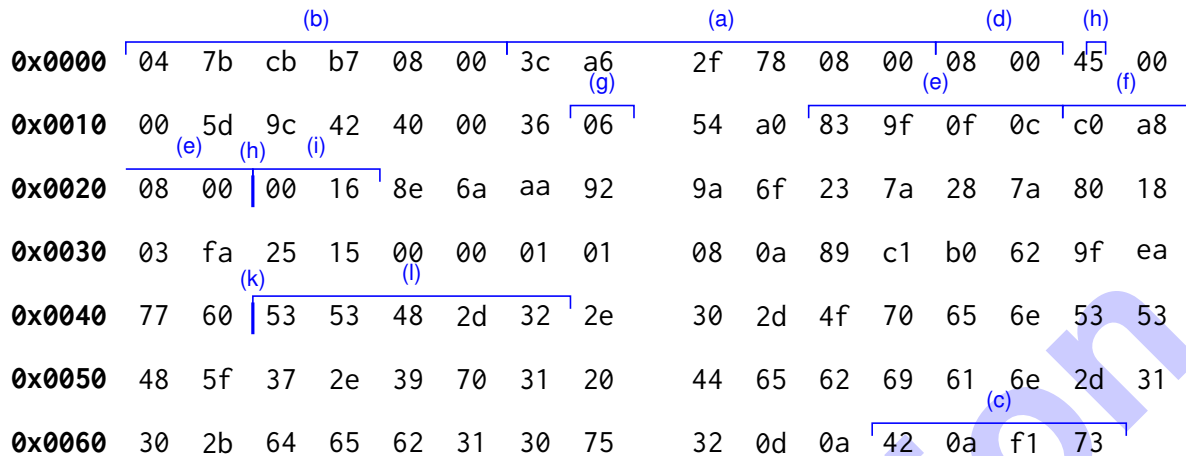 (b) (a) (d) (h)
0x0000 04 7b cb b7 08 00 3c a6 2f 78 08 00 08 00 45 00
(g) (e) (f)
0x0010 00 5d 9c 42 40 00 36 06 54 a0 83 9f 0f 0c c0 a8
(e) (h) (i)
0x0020 08 00 00 16 8e 6a aa 92 9a 6f 23 7a 28 7a 80 18
0x0030 03 fa 25 15 00 00 01 01 08 0a 89 c1 b0 62 9f ea
(k) (l)
0x0040 77 60 53 53 48 2d 32 2e 30 2d 4f 70 65 6e 53 53
0x0050 48 5f 37 2e 39 70 31 20 44 65 62 69 61 6e 2d 31
(c)
0x0060 30 2b 64 65 62 31 30 75 32 0d 0a 42 0a f1 73